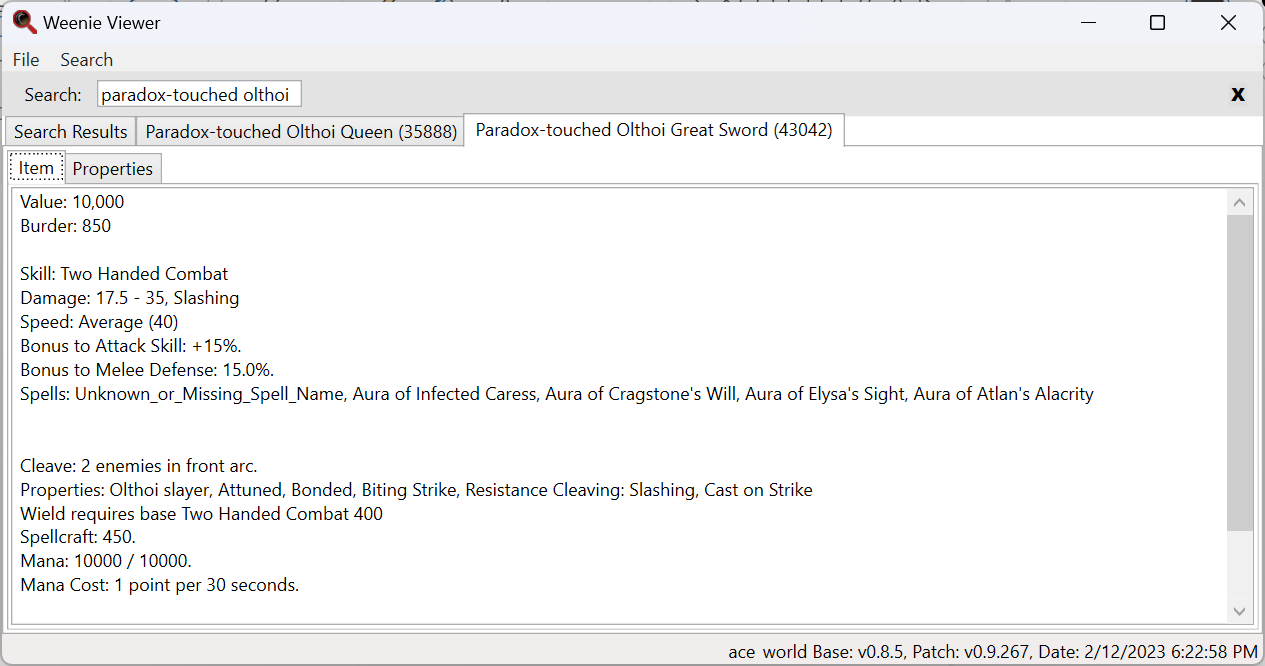 Weenie Viewer
File Search
Search: paradox-touched olthoi X
Search Results Paradox-touched Olthoi Queen (35888) Paradox-touched Olthoi Great Sword (43042)
Item Properties
Value: 10,000
Burder: 850
Skill: Two Handed Combat
Damage: 17.5 - 35, Slashing
Speed: Average (40)
Bonus to Attack Skill: +15%.
Bonus to Melee Defense: 15.0%.
Spells: Unknown_or_Missing_Spell_Name, Aura of Infected Caress, Aura of Cragstone's Will, Aura of Elysa's Sight, Aura of Atlan's Alacrity
Cleave: 2 enemies in front arc.
Properties: Olthoi slayer, Attuned, Bonded, Biting Strike, Resistance Cleaving: Slashing, Cast on Strike
Wield requires base Two Handed Combat 400
Spellcraft: 450.
Mana: 10000 / 10000.
Mana Cost: 1 point per 30 seconds.
ace world Base: v0.8.5, Patch: v0.9.267, Date: 2/12/2023 6:22:58 PM